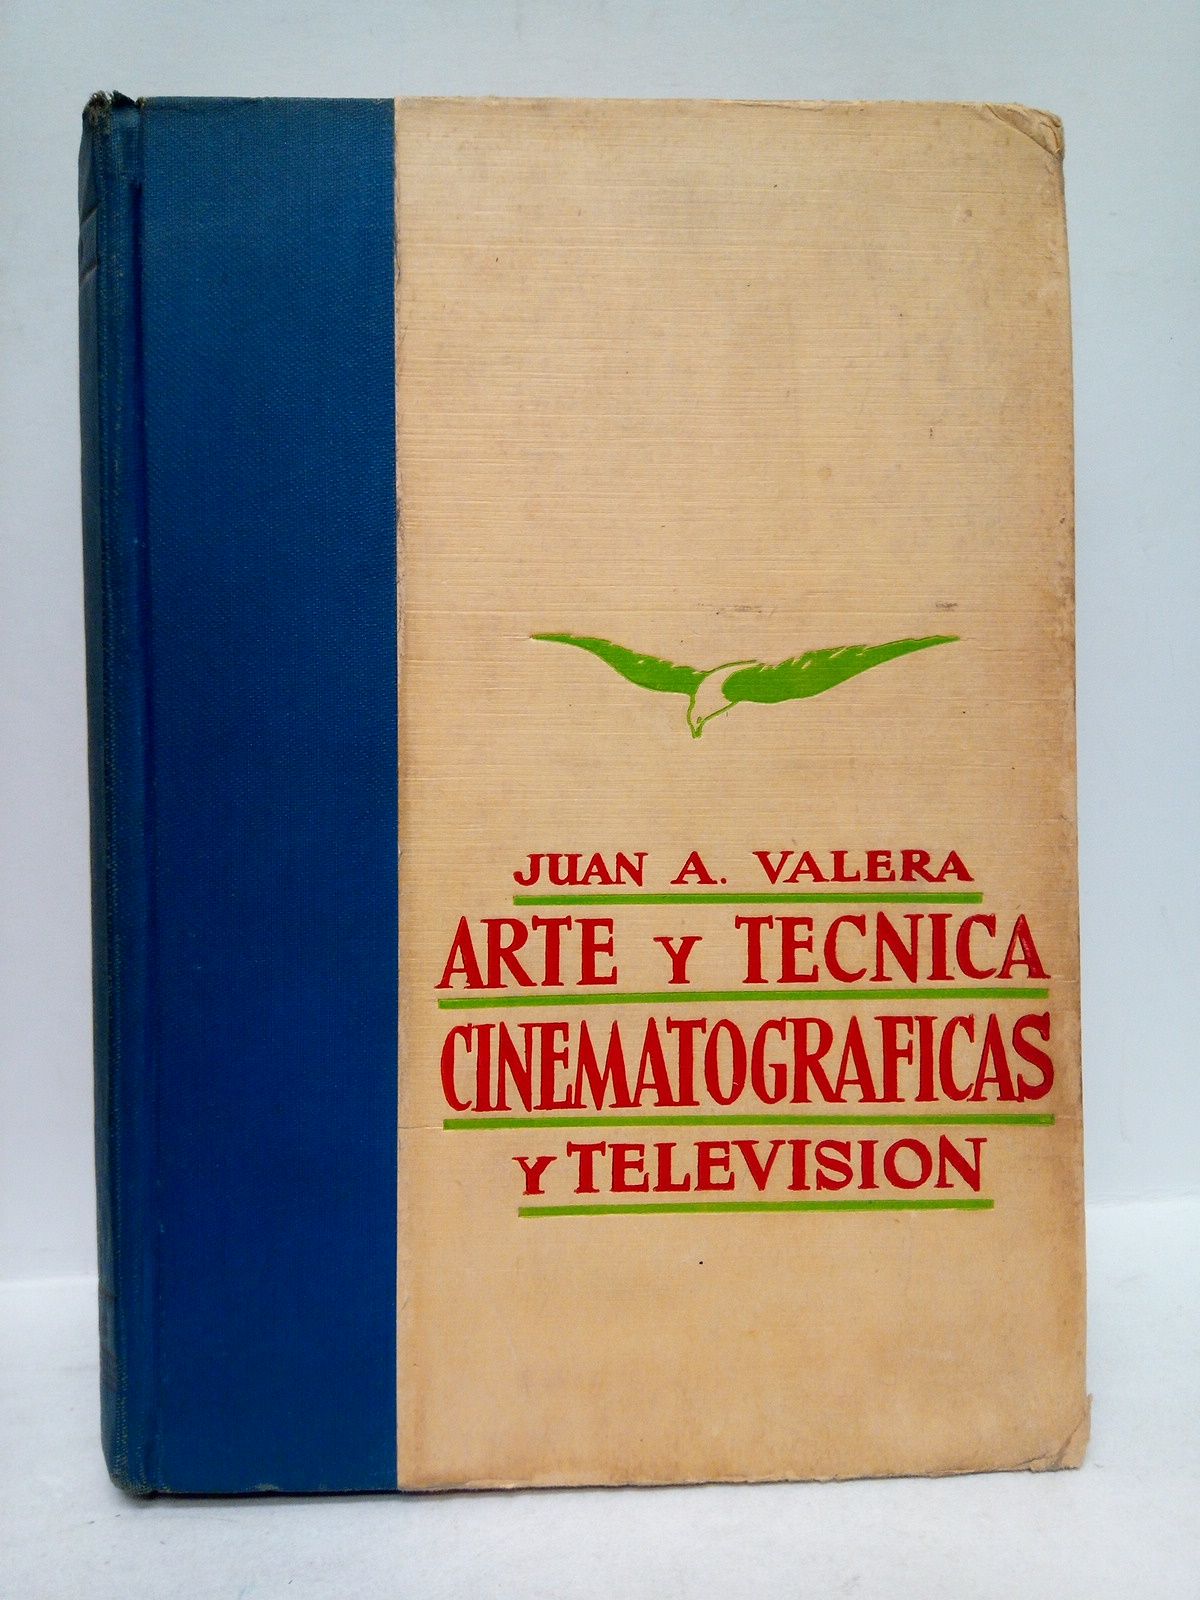 JUAN A. VALERA
ARTE Y TECNICA
CINEMATOGRAFICAS
Y TELEVISION